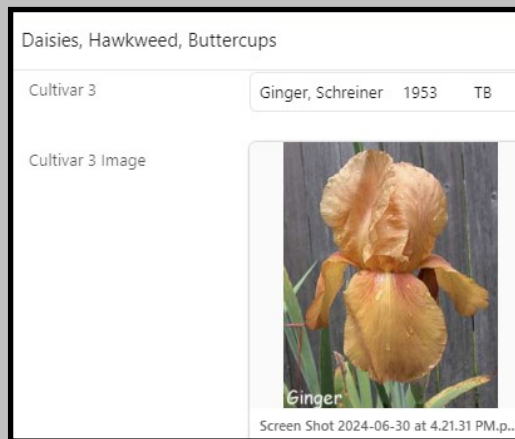 Daisies, Hawkweed, Buttercups
Cultivar 3
Ginger, Schreiner 1953 TB
Cultivar 3 Image
Ginger
Screen Shot 2024-06-30 at 4.21.31 PM.p...